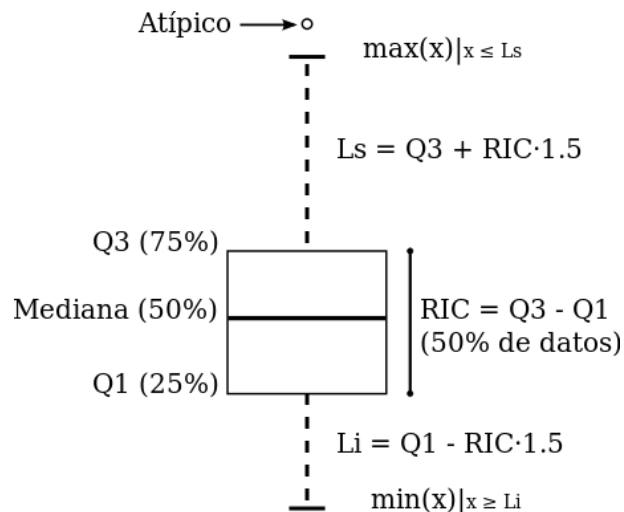 Atípico
max(x)|x ≤ Ls
Ls = Q3 + RIC·1.5
Q3 (75%)
Mediana (50%)
RIC = Q3 - Q1
(50% de datos)
Q1 (25%)
Li = Q1 - RIC·1.5
min(x)|x ≥ Li